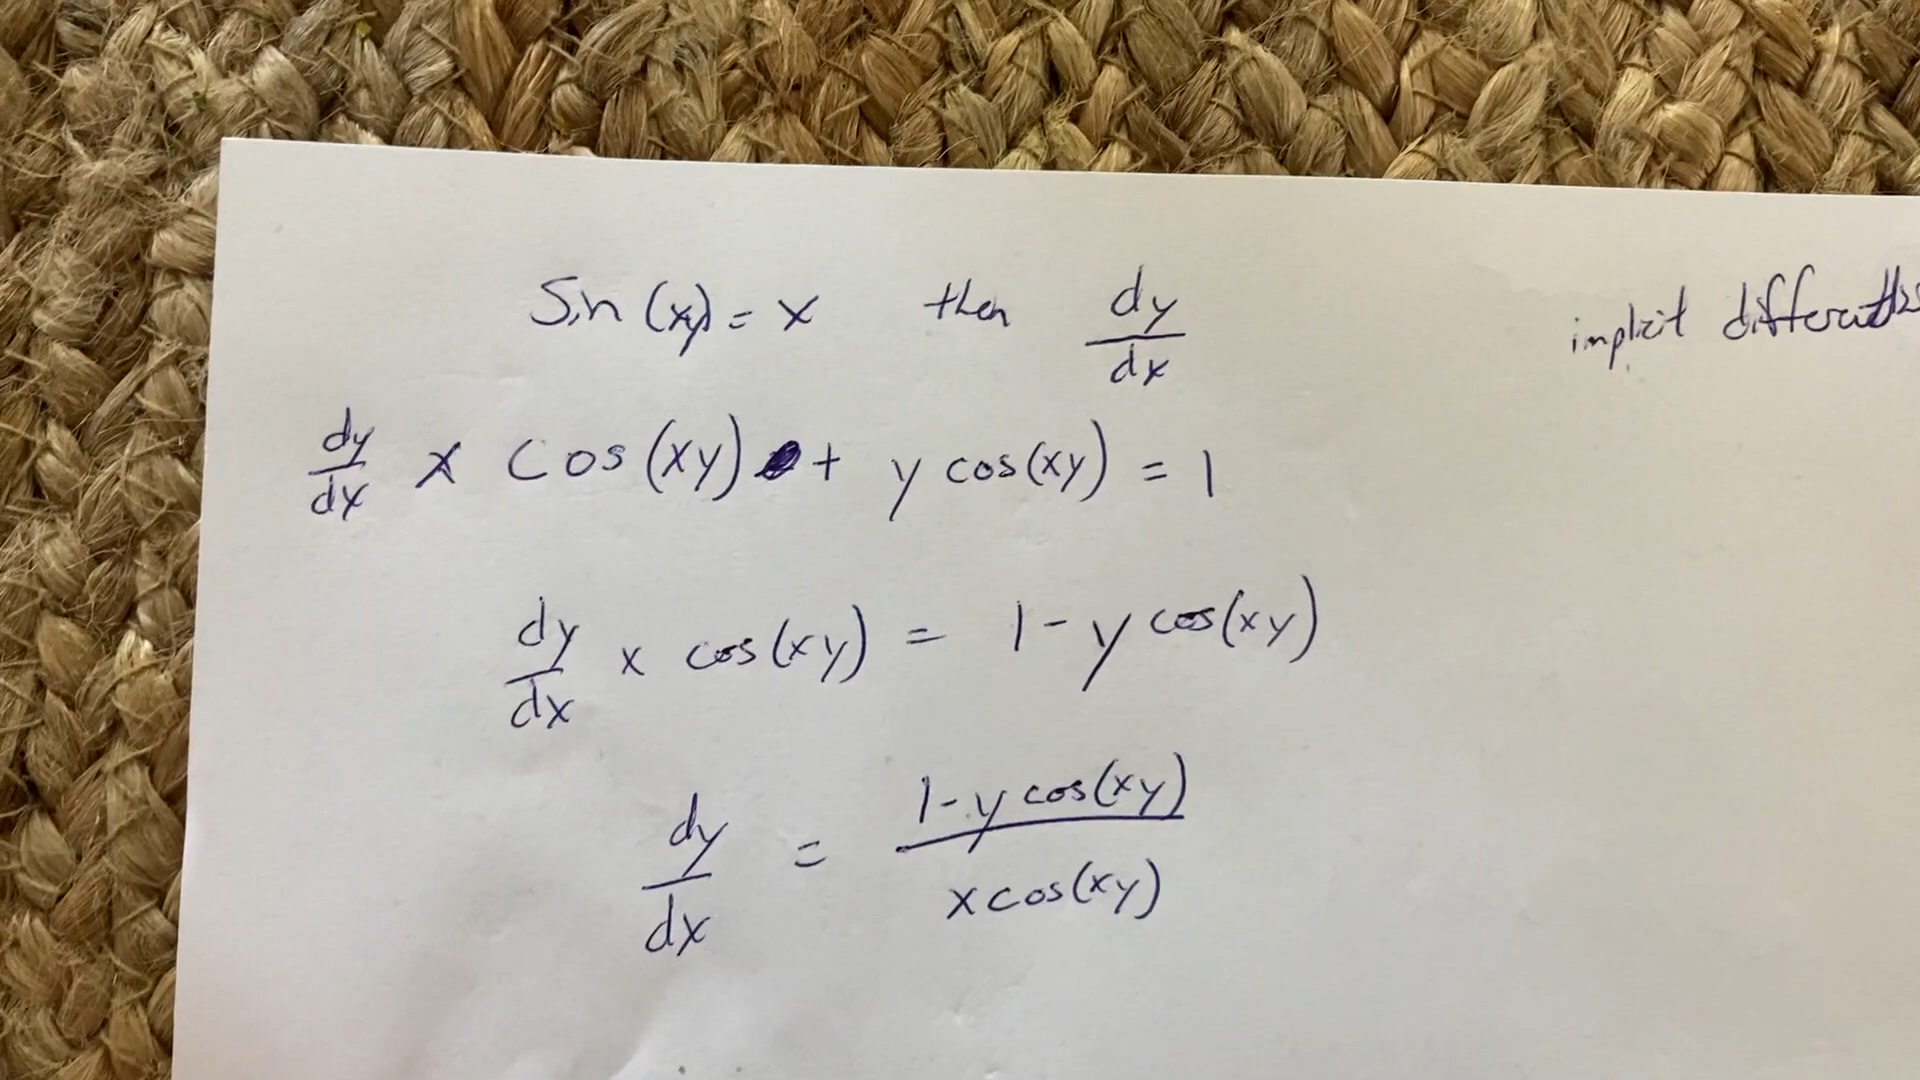 Sin(xy) = x then dy/dx implicit
dy/dx x cos(xy) + y cos(xy) = 1
dy/dx x cos(xy) = 1 - y cos(xy)
dy/dx = (1 - y cos(xy))/(x cos(xy))